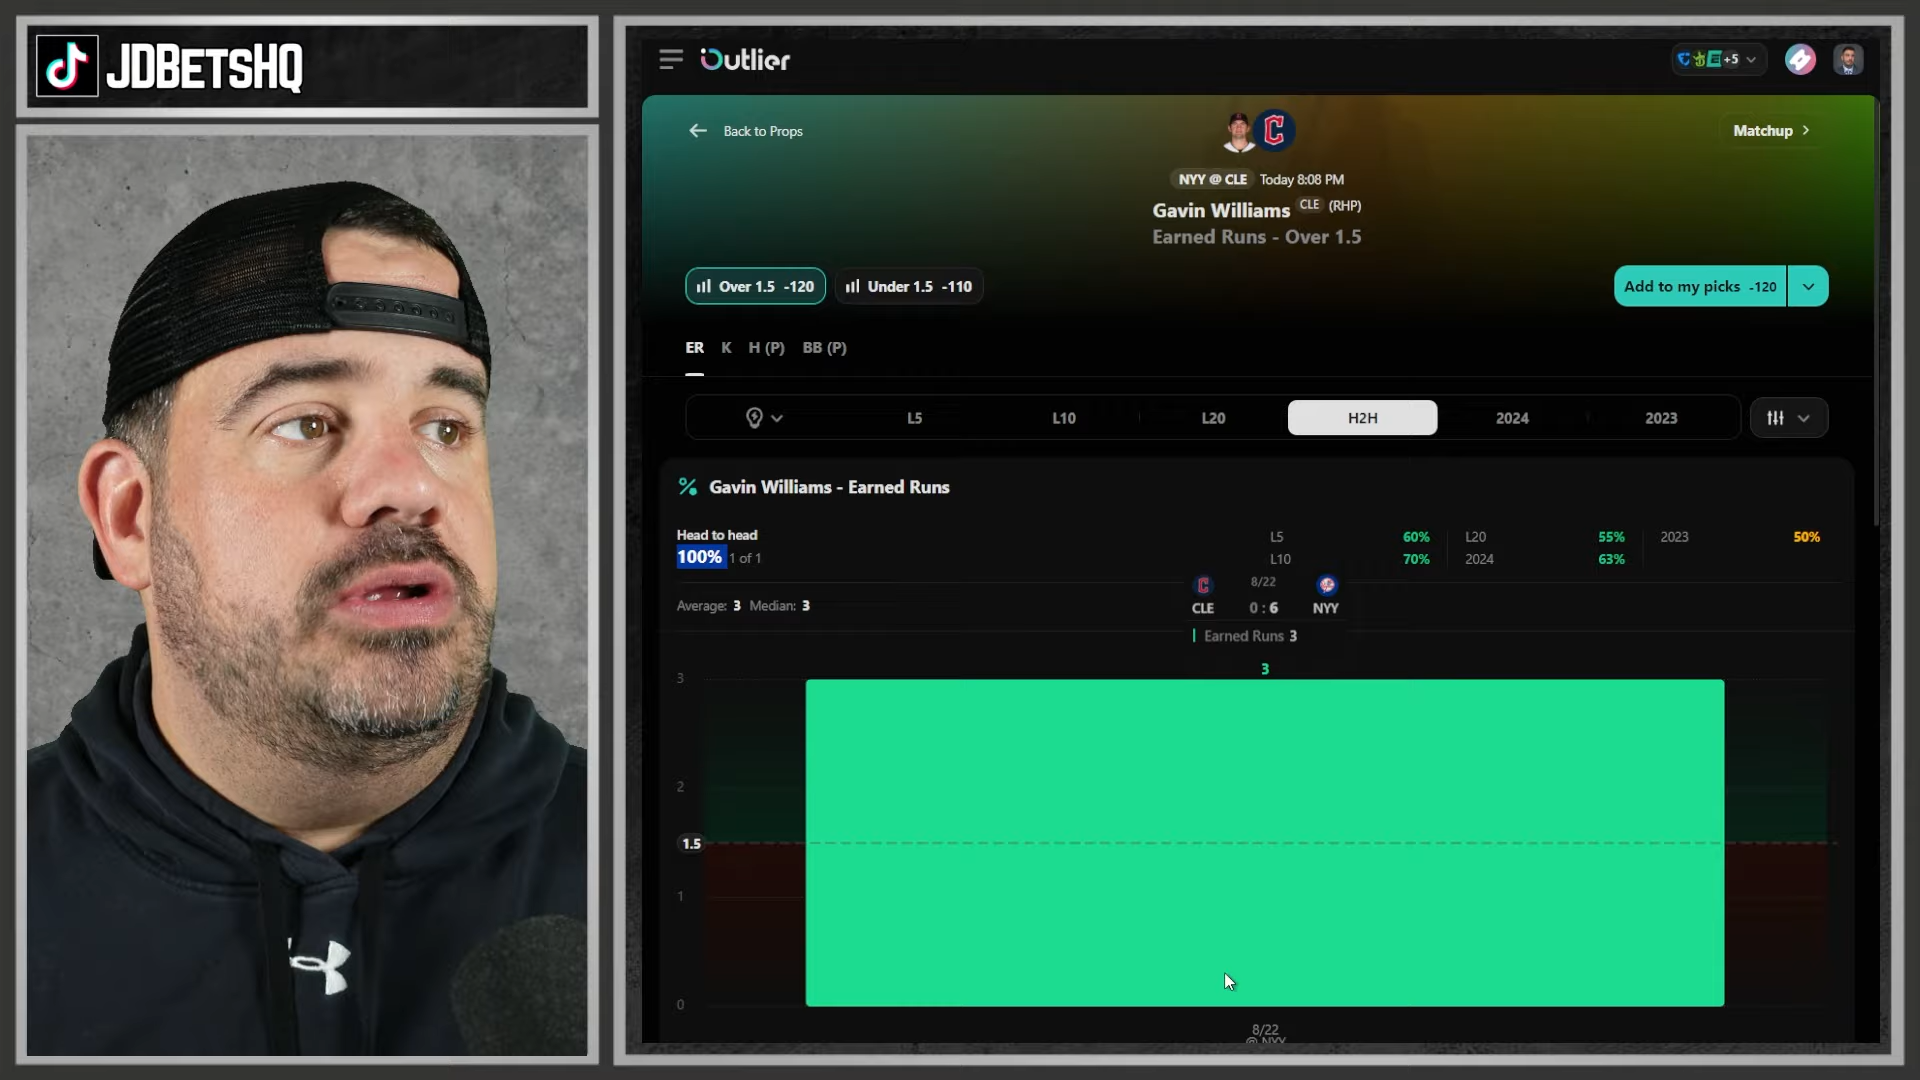 JDBETSHQ
Outlier
+5
Back to Props
Matchup
NYY @ CLE Today 8:08 PM
Gavin Williams CLE (RHP)
Earned Runs - Over 1.5
Over 1.5 -120
Under 1.5 -110
Add to my picks -120
ER K H (P) BB (P)
L5 L10 L20 H2H 2024 2023
% Gavin Williams - Earned Runs
Head to head
100% 1 of 1
L5 60% L20 55% 2023 50%
L10 70% 2024 63%
Average: 3 Median: 3
8/22
CLE 0 : 6 NYY
Earned Runs 3
3
3
2
1.5
1
0
8/22
@ NYY